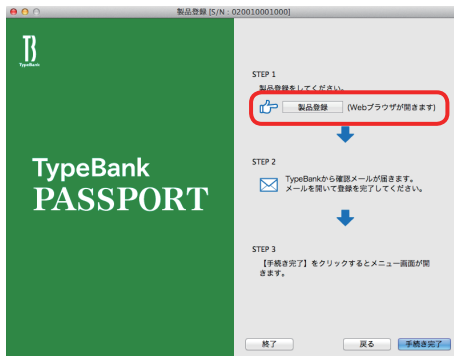 製品登録 [S/N : 020010001000]
TB
TypeBank
TypeBank
PASSPORT
STEP 1
製品登録をしてください。
製品登録 (Webブラウザが開きます)
STEP 2
TypeBankから確認メールが届きます。
メールを開いて登録を完了してください。
STEP 3
【手続き完了】をクリックするとメニュー画面が開
きます。
終了 戻る 手続き完了